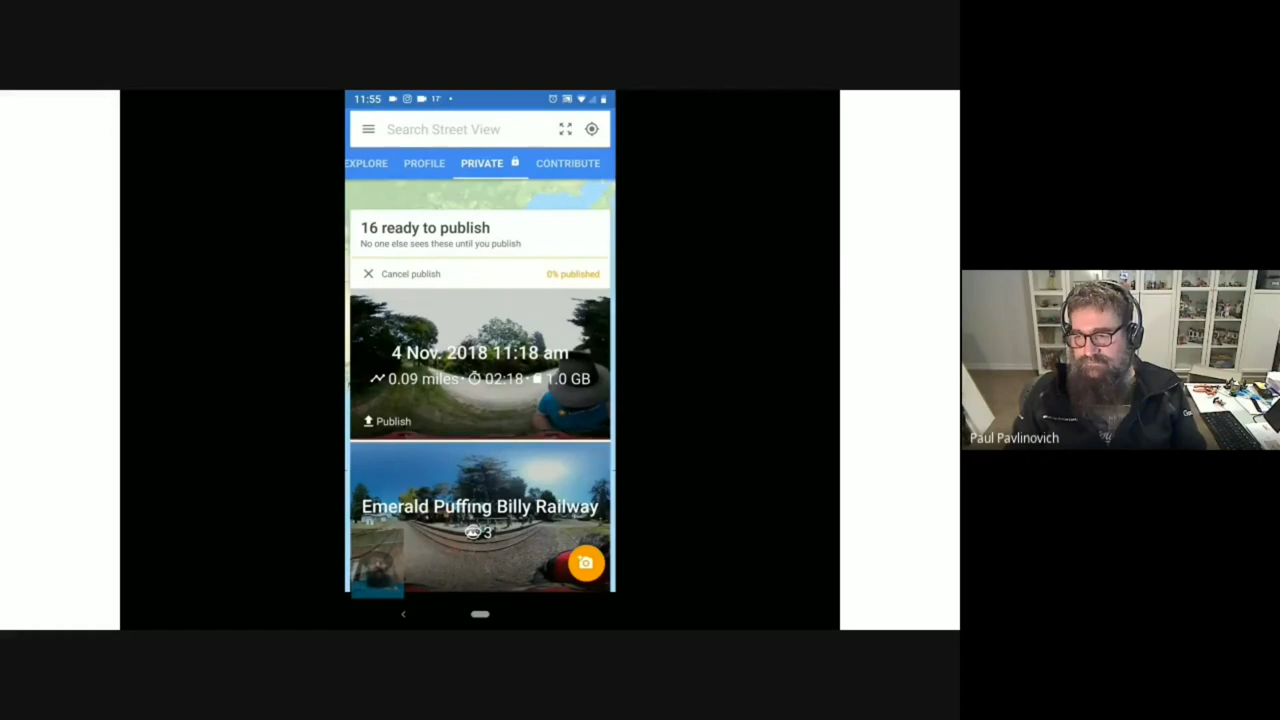 11:55
17°
Search Street View
EXPLORE PROFILE PRIVATE CONTRIBUTE
16 ready to publish
No one else sees these until you publish
Cancel publish 0% published
4 Nov. 2018 11:18 am
0.09 miles · 02:18 · 1.0 GB
Publish
Emerald Puffing Billy Railway
3
Paul Pavlinovich